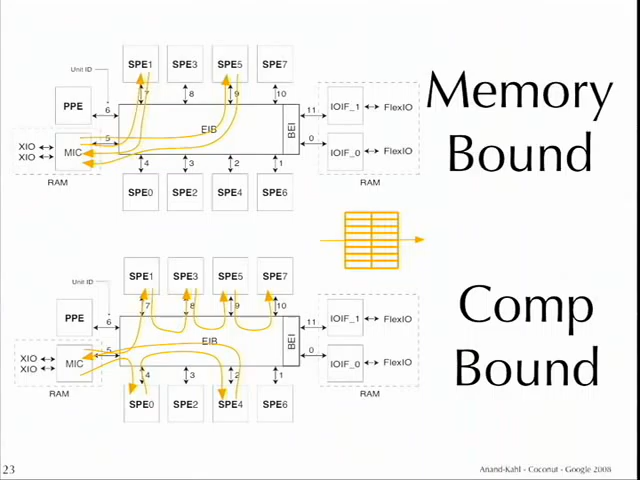 SPE1 SPE3 SPE5 SPE7
Unit ID
PPE
6 7 8 9 10 11
IOIF_1 FlexIO
EIB
BEI
5
XIO
XIO
MIC
0
IOIF_0 FlexIO
RAM
4 3 2 1
RAM
SPE0 SPE2 SPE4 SPE6
Memory
Bound
SPE1 SPE3 SPE5 SPE7
Unit ID
PPE
6 7 8 9 10 11
IOIF_1 FlexIO
EIB
BEI
5
XIO
XIO
MIC
0
IOIF_0 FlexIO
RAM
4 3 2 1
RAM
SPE0 SPE2 SPE4 SPE6
Comp
Bound
23
Anand-Kahl - Coconut - Google 2008